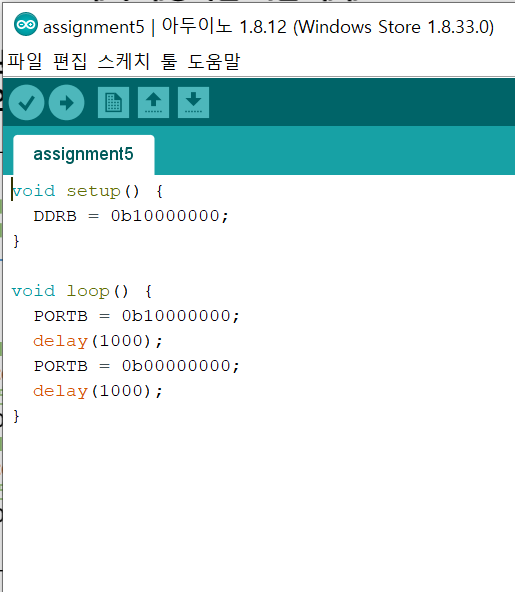 assignment5 | 아두이노 1.8.12 (Windows Store 1.8.33.0)
파일 편집 스케치 툴 도움말
assignment5
void setup() {
  DDRB = 0b10000000;
}

void loop() {
  PORTB = 0b10000000;
  delay(1000);
  PORTB = 0b00000000;
  delay(1000);
}